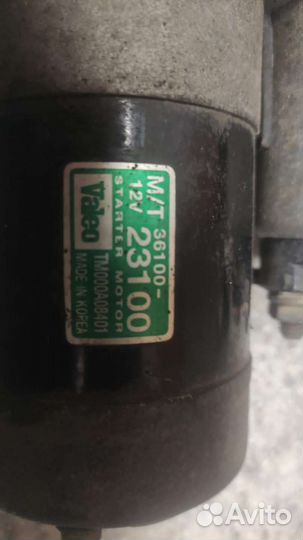 M/T 36100-
12V 23100
STARTER MOTOR
Valeo TM000A08401
MADE IN KOREA
Avito